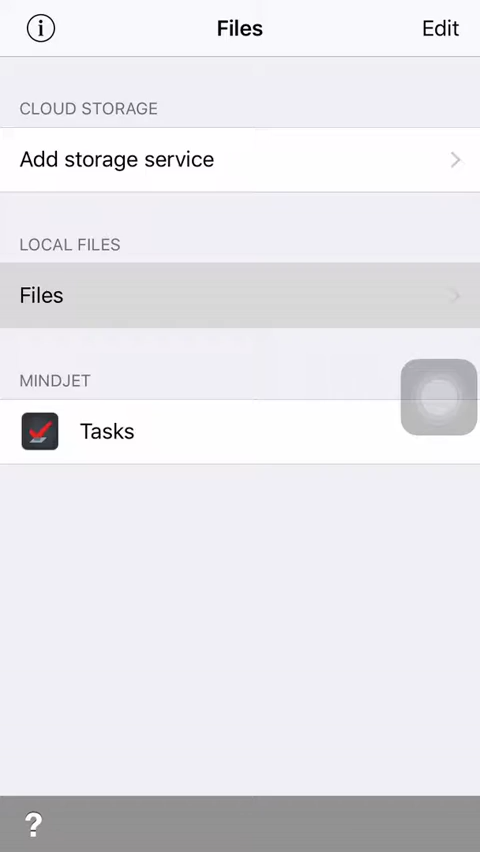 Files
Edit
CLOUD STORAGE
Add storage service
LOCAL FILES
Files
MINDJET
Tasks
?